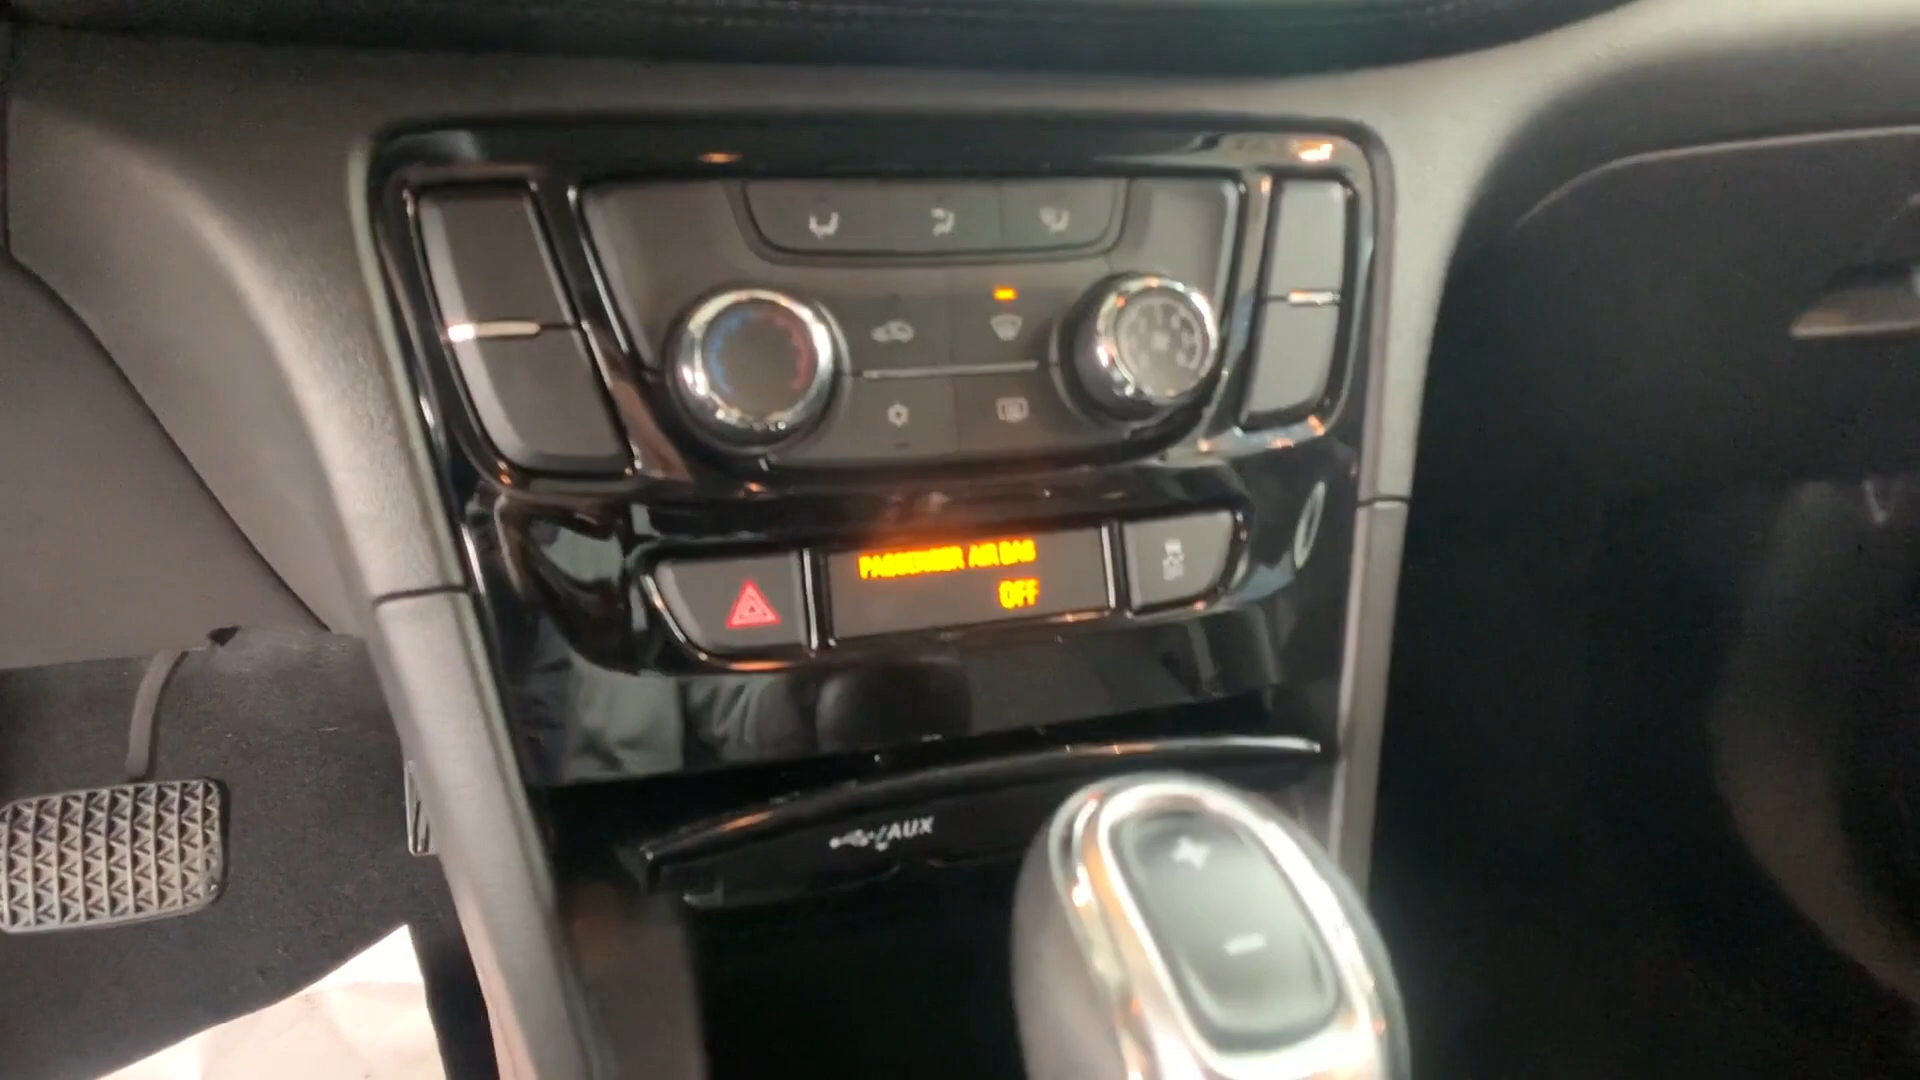 PASSENGER AIR BAG
OFF
/AUX
+
−